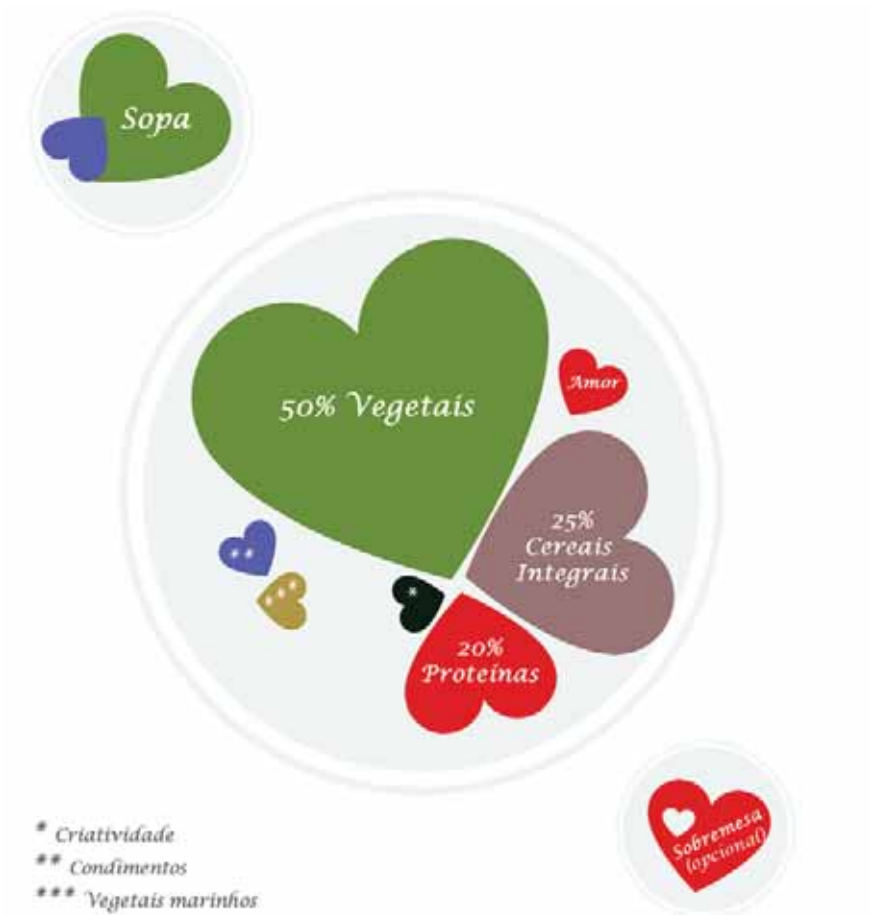 Sopa
50% Vegetais
Amor
25%
Cereais
Integrais
**
***
*
20%
Proteínas
Sobremesa
(opcional)
* Criatividade
** Condimentos
*** Vegetais marinhos